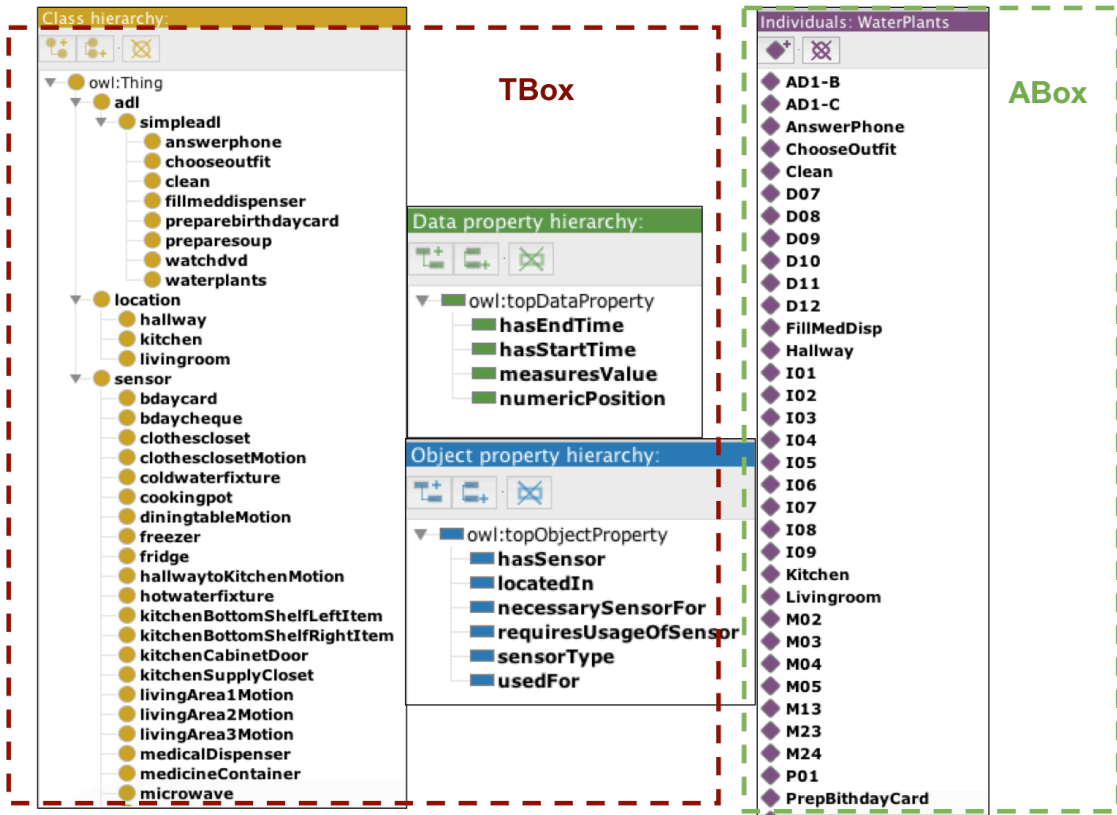 Class hierarchy:
owl:Thing
adl
simpleadl
answerphone
chooseoutfit
clean
fillmeddispenser
preparebirthdaycard
preparesoup
watchdvd
waterplants
location
hallway
kitchen
livingroom
sensor
bdaycard
bdaycheque
clothescloset
clothesclosetMotion
coldwaterfixture
cookingpot
diningtableMotion
freezer
fridge
hallwaytoKitchenMotion
hotwaterfixture
kitchenBottomShelfLeftItem
kitchenBottomShelfRightItem
kitchenCabinetDoor
kitchenSupplyCloset
livingArea1Motion
livingArea2Motion
livingArea3Motion
medicalDispenser
medicineContainer
microwave
TBox
Data property hierarchy:
owl:topDataProperty
hasEndTime
hasStartTime
measuresValue
numericPosition
Object property hierarchy:
owl:topObjectProperty
hasSensor
locatedIn
necessarySensorFor
requiresUsageOfSensor
sensorType
usedFor
Individuals: WaterPlants
AD1-B
AD1-C
AnswerPhone
ChooseOutfit
Clean
D07
D08
D09
D10
D11
D12
FillMedDisp
Hallway
I01
I02
I03
I04
I05
I06
I07
I08
I09
Kitchen
Livingroom
M02
M03
M04
M05
M13
M23
M24
P01
PrepBithdayCard
ABox